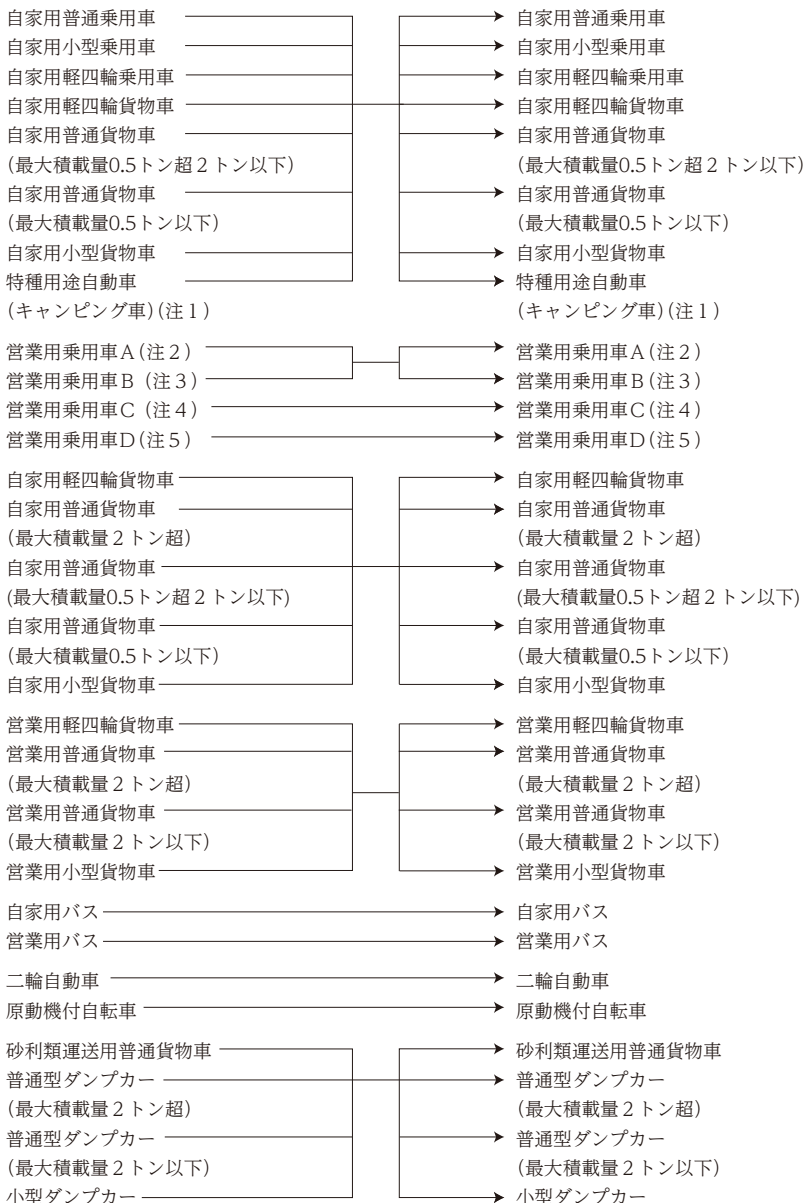 自家用普通乗用車 自家用普通乗用車
自家用小型乗用車 自家用小型乗用車
自家用軽四輪乗用車 自家用軽四輪乗用車
自家用軽四輪貨物車 自家用軽四輪貨物車
自家用普通貨物車 自家用普通貨物車
(最大積載量0.5トン超2トン以下) (最大積載量0.5トン超2トン以下)
自家用普通貨物車 自家用普通貨物車
(最大積載量0.5トン以下) (最大積載量0.5トン以下)
自家用小型貨物車 自家用小型貨物車
特種用途自動車 特種用途自動車
(キャンピング車)(注1) (キャンピング車)(注1)
営業用乗用車A(注2) 営業用乗用車A(注2)
営業用乗用車B(注3) 営業用乗用車B(注3)
営業用乗用車C(注4) 営業用乗用車C(注4)
営業用乗用車D(注5) 営業用乗用車D(注5)
自家用軽四輪貨物車 自家用軽四輪貨物車
自家用普通貨物車 自家用普通貨物車
(最大積載量2トン超) (最大積載量2トン超)
自家用普通貨物車 自家用普通貨物車
(最大積載量0.5トン超2トン以下) (最大積載量0.5トン超2トン以下)
自家用普通貨物車 自家用普通貨物車
(最大積載量0.5トン以下) (最大積載量0.5トン以下)
自家用小型貨物車 自家用小型貨物車
営業用軽四輪貨物車 営業用軽四輪貨物車
営業用普通貨物車 営業用普通貨物車
(最大積載量2トン超) (最大積載量2トン超)
営業用普通貨物車 営業用普通貨物車
(最大積載量2トン以下) (最大積載量2トン以下)
営業用小型貨物車 営業用小型貨物車
自家用バス 自家用バス
営業用バス 営業用バス
二輪自動車 二輪自動車
原動機付自転車 原動機付自転車
砂利類運送用普通貨物車 砂利類運送用普通貨物車
普通型ダンプカー 普通型ダンプカー
(最大積載量2トン超) (最大積載量2トン超)
普通型ダンプカー 普通型ダンプカー
(最大積載量2トン以下) (最大積載量2トン以下)
小型ダンプカー 小型ダンプカー